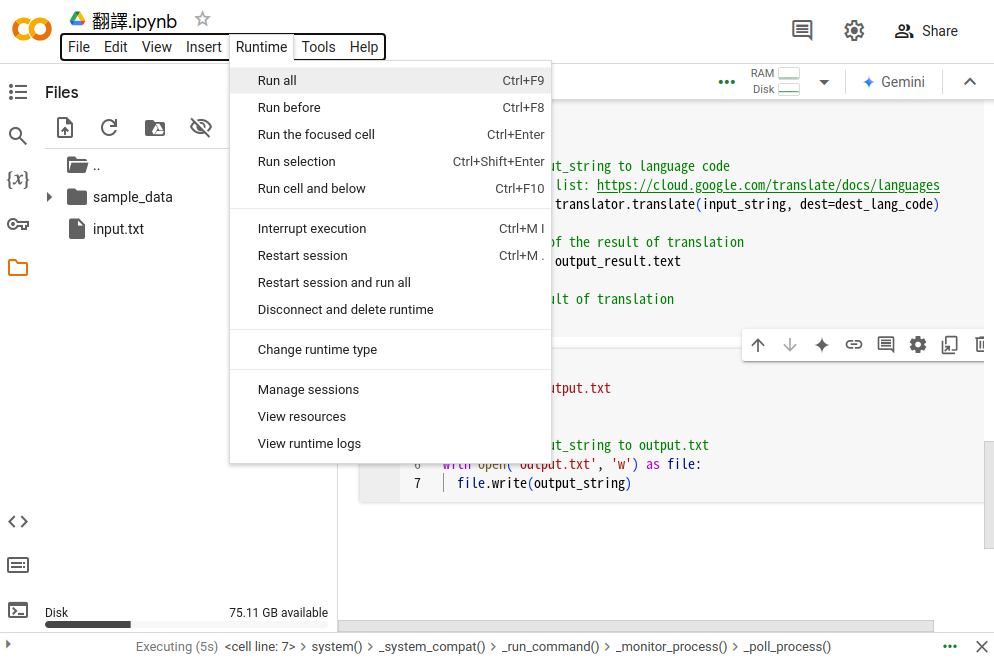 翻譯.ipynb
File Edit View Insert Runtime Tools Help
Share
Files
RAM
Disk
Gemini
Run all Ctrl+F9
Run before Ctrl+F8
Run the focused cell Ctrl+Enter
Run selection Ctrl+Shift+Enter
Run cell and below Ctrl+F10
Interrupt execution Ctrl+M I
Restart session Ctrl+M .
Restart session and run all
Disconnect and delete runtime
Change runtime type
Manage sessions
View resources
View runtime logs
{x}
..
sample_data
input.txt
ut_string to language code
list: https://cloud.google.com/translate/docs/languages
translator.translate(input_string, dest=dest_lang_code)
of the result of translation
output_result.text
ult of translation
utput.txt
ut_string to output.txt
6 with open('output.txt', 'w') as file:
7 file.write(output_string)
Disk 75.11 GB available
Executing (5s) <cell line: 7> > system() > _system_compat() > _run_command() > _monitor_process() > _poll_process()